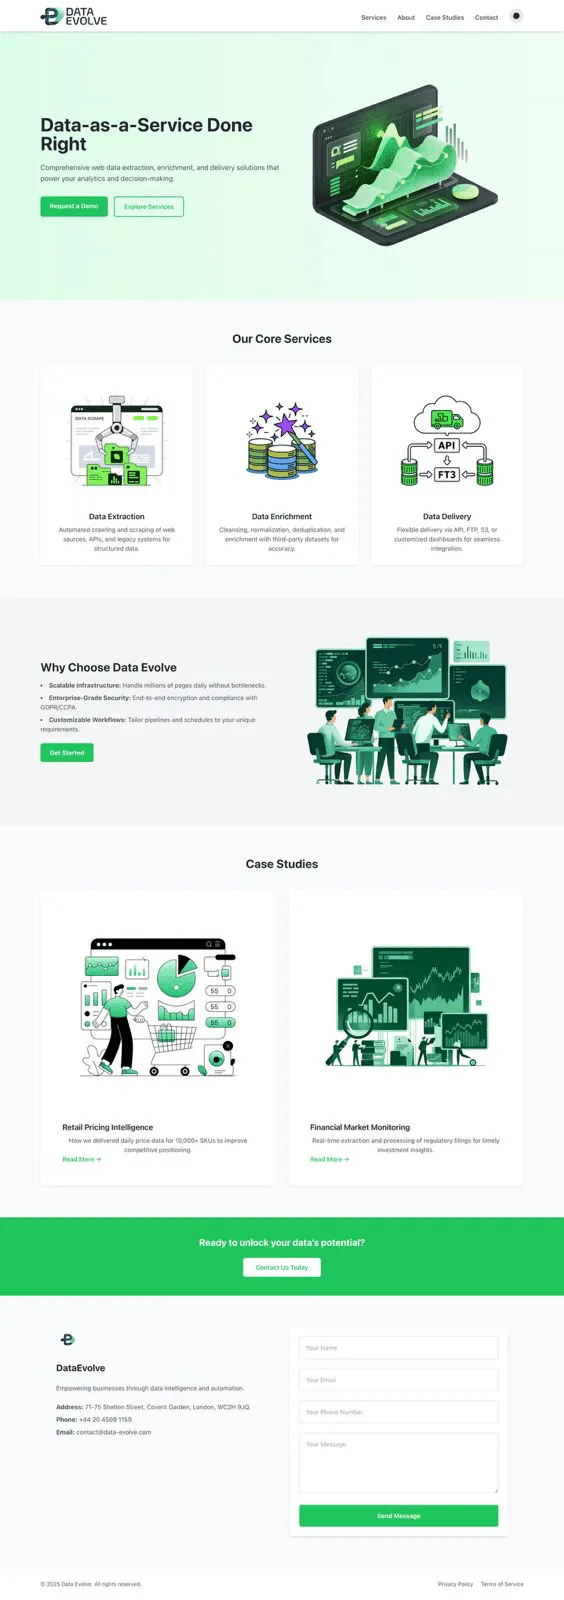 DATA
EVOLVE
Services
About
Case Studies
Contact
Data-as-a-Service Done
Right
Comprehensive web data extraction, enrichment, and delivery solutions that
power your analytics and decision-making.
Request a Demo
Explore Services
Our Core Services
DATA SCRAPE
API
FT3
Data Extraction
Automated crawling and scraping of web
sources, APIs, and legacy systems for
structured data.
Data Enrichment
Cleansing, normalization, deduplication, and
enrichment with third-party datasets for
accuracy.
Data Delivery
Flexible delivery via API, FTP, S3, or
customized dashboards for seamless
integration.
Why Choose Data Evolve
• Scalable Infrastructure: Handle millions of pages daily without bottlenecks.
• Enterprise-Grade Security: End-to-end encryption and compliance with
GDPR/CCPA.
• Customizable Workflows: Tailor pipelines and schedules to your unique
requirements.
Get Started
Case Studies
55 0
55 0
55 0
Retail Pricing Intelligence
How we delivered daily price data for 10,000+ SKUs to improve
competitive positioning.
Read More →
Financial Market Monitoring
Real-time extraction and processing of regulatory filings for timely
investment insights.
Read More →
Ready to unlock your data's potential?
Contact Us Today
DataEvolve
Empowering businesses through data intelligence and automation.
Address: 71-75 Shelton Street, Covent Garden, London, WC2H 9JQ.
Phone: +44 20 4509 1159
Email: contact@data-evolve.com
Your Name
Your Email
Your Phone Number
Your Message
Send Message
© 2025 Data Evolve. All rights reserved.
Privacy Policy
Terms of Service